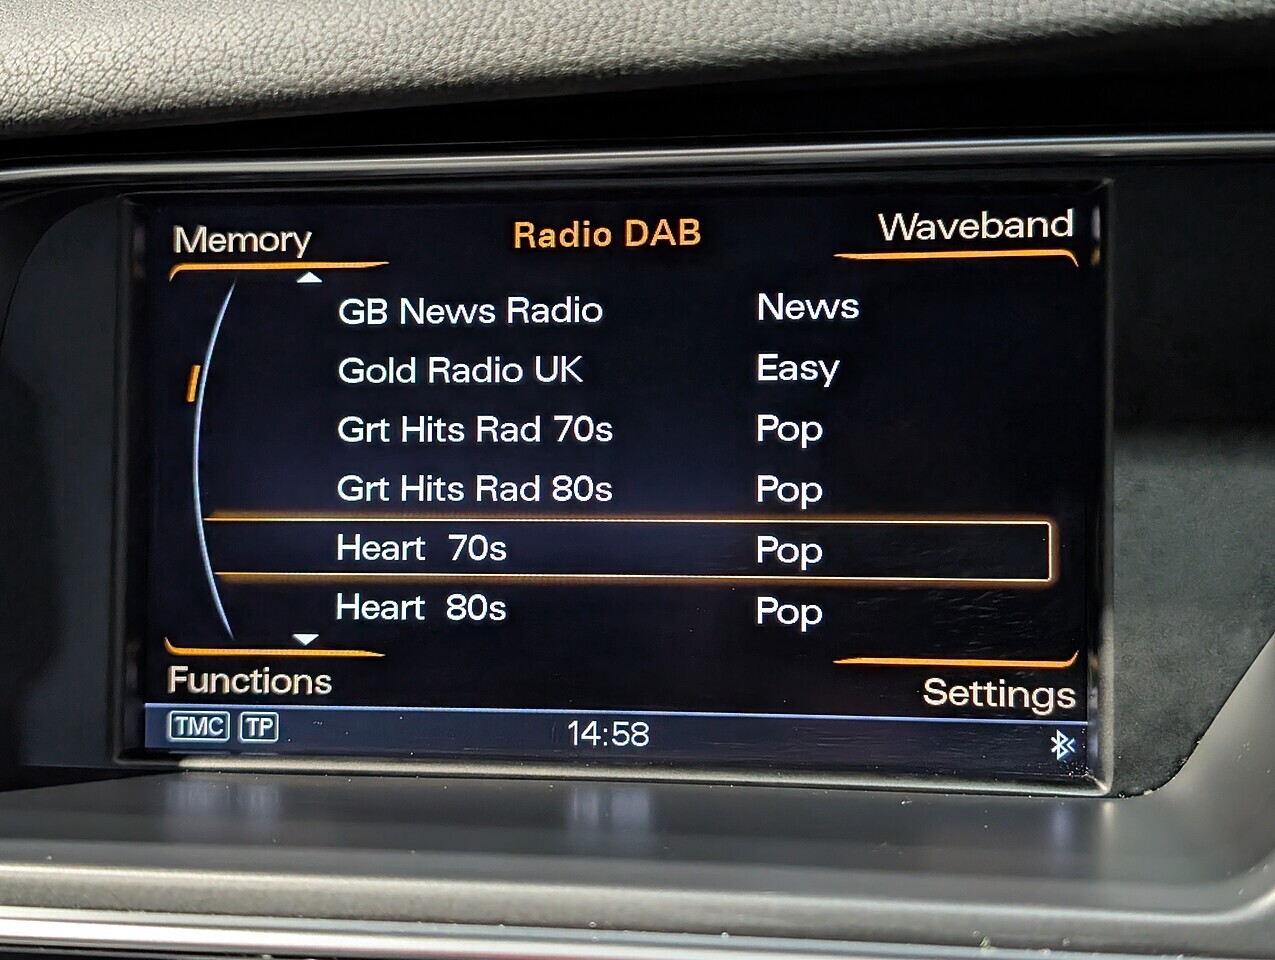 Memory Radio DAB Waveband
GB News Radio News
Gold Radio UK Easy
Grt Hits Rad 70s Pop
Grt Hits Rad 80s Pop
Heart  70s Pop
Heart  80s Pop
Functions Settings
TMC TP 14:58